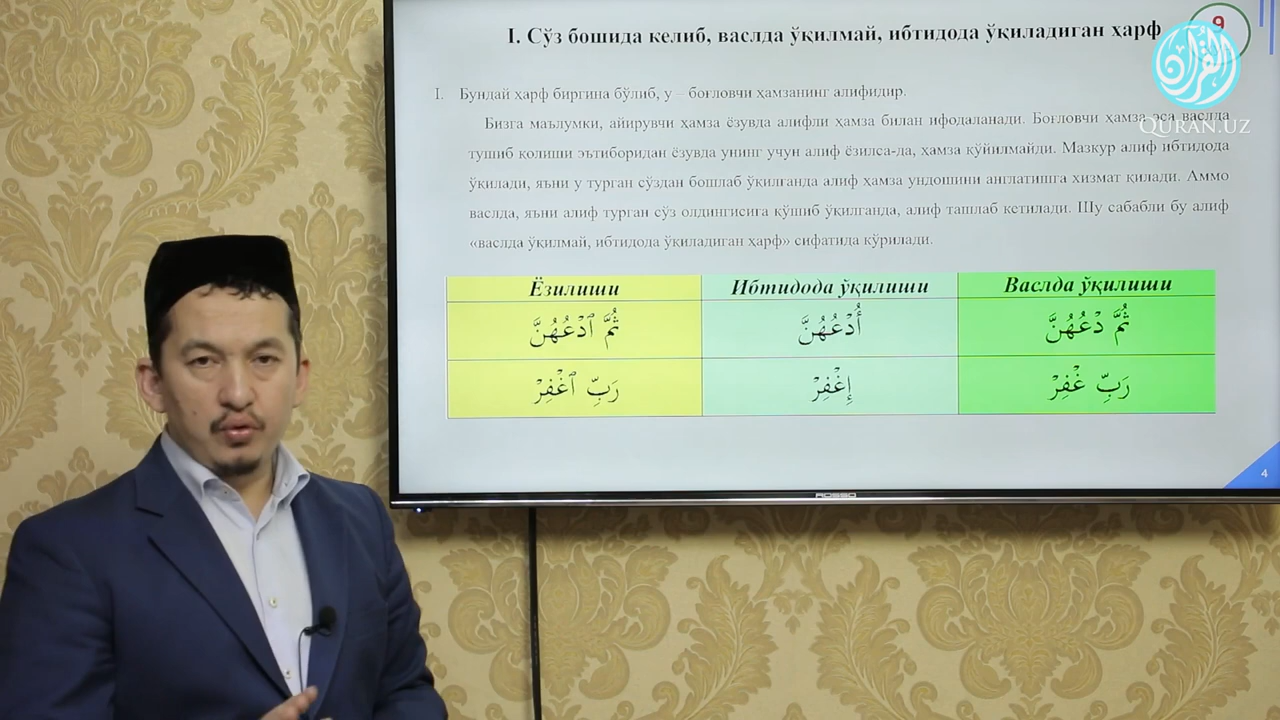 I. Сўз бошида келиб, васлда ўқилмай, ибтидода ўқиладиган ҳарф
9
QURAN.UZ
I. Бундай ҳарф биргина бўлиб, у – боғловчи ҳамзанинг алифидир.
Бизга маълумки, айирувчи ҳамза ёзувда алифли ҳамза билан ифодаланади. Боғловчи ҳамза эса васлда
тушиб қолиши эътиборидан ёзувда унинг учун алиф ёзилса-да, ҳамза қўйилмайди. Мазкур алиф ибтидода
ўқилади, яъни у турган сўздан бошлаб ўқилганда алиф ҳамза ундошини англатишга хизмат қилади. Аммо
васлда, яъни алиф турган сўз олдингисига қўшиб ўқилганда, алиф ташлаб кетилади. Шу сабабли бу алиф
«васлда ўқилмай, ибтидода ўқиладиган ҳарф» сифатида кўрилади.
Ёзилиши Ибтидода ўқилиши Васлда ўқилиши
ثُمَّ ٱدْعُهُنَّ أُدْعُهُنَّ ثُمَّ دْعُهُنَّ
رَبِّ ٱغْفِرْ إِغْفِرْ رَبِّ غْفِرْ
4
ROSSO